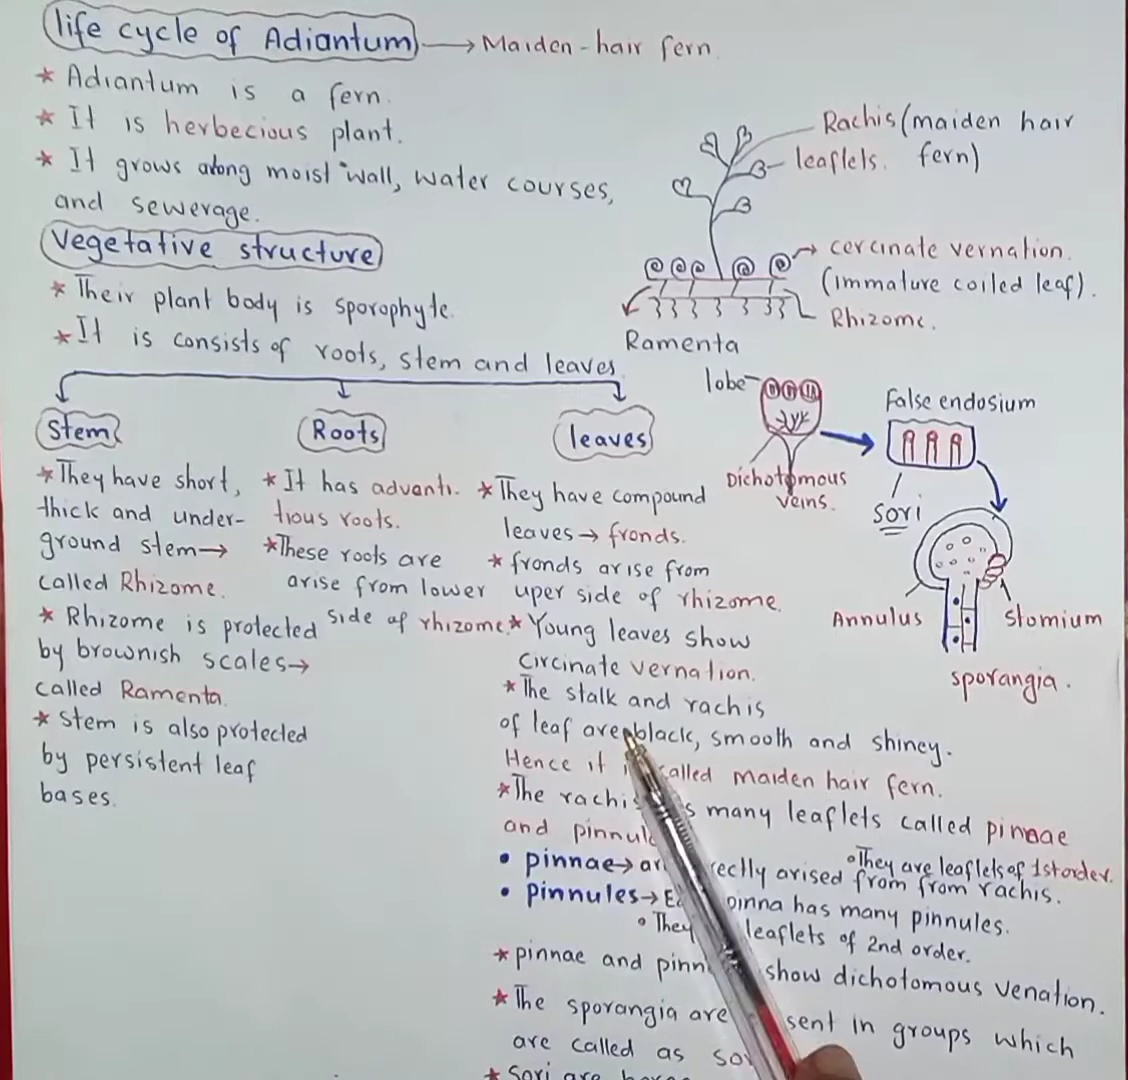 life cycle of Adiantum → Maiden-hair fern.
* Adiantum is a fern.
* It is herbecious plant.
* It grows along moist wall, water courses,
and sewerage.
Vegetative structure
* Their plant body is sporophyte.
* It is consists of roots, stem and leaves
Rachis (maiden hair
fern)
leaflets.
cercinate vernation.
(immature coiled leaf).
Rhizome.
Ramenta
lobe
Dichotomous
veins.
False endosium
Sori
Annulus
Stomium
sporangia.
Stem
* They have short,
thick and under-
ground stem →
called Rhizome.
* Rhizome is protected
by brownish scales →
called Ramenta.
* Stem is also protected
by persistent leaf
bases.
Roots
* It has advanti.
tious roots.
* These roots are
arise from lower
side of rhizome.
leaves
* They have compound
leaves → fronds.
* fronds arise from
uper side of rhizome.
* Young leaves show
circinate vernation.
* The stalk and rachis
of leaf are black, smooth and shiney.
Hence it called maiden hair fern.
* The rachis many leaflets called pinnae
and
• pinnae → arised from from rachis.
° They are leaflets of 1st order.
• pinnules → pinna has many pinnules.
° They leaflets of 2nd order.
* pinnae and show dichotomous venation.
* The sporangia are in groups which
are called as
* Sori are